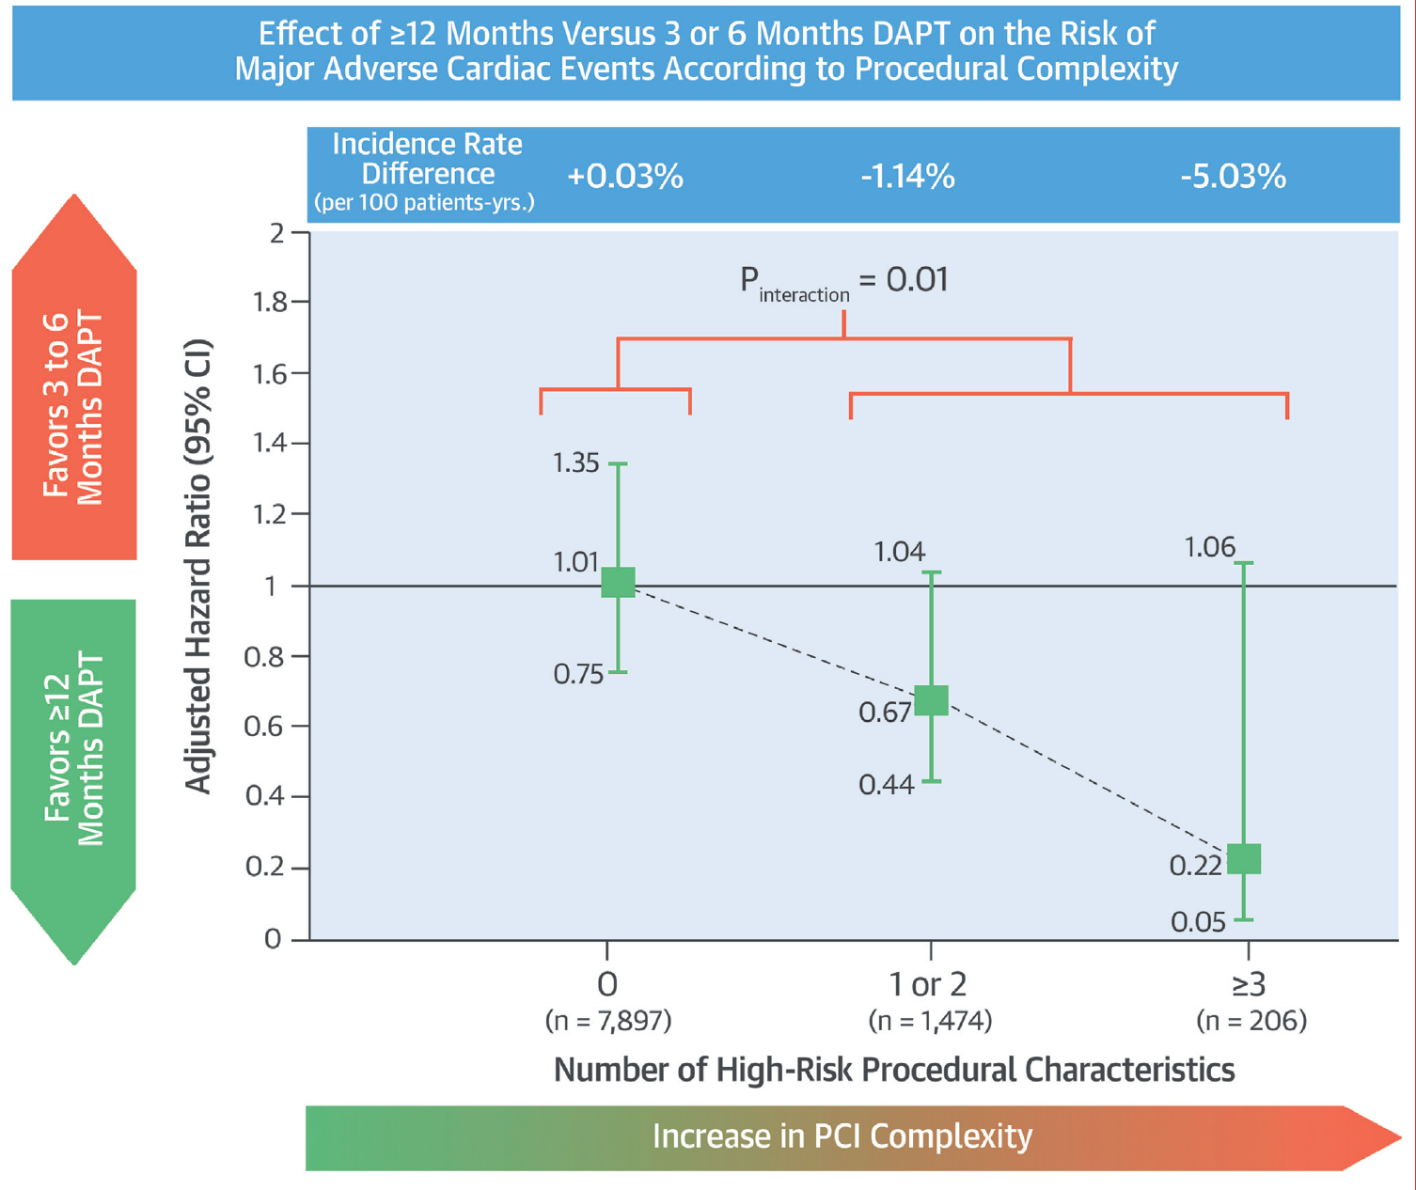 Effect of ≥12 Months Versus 3 or 6 Months DAPT on the Risk of
Major Adverse Cardiac Events According to Procedural Complexity
Incidence Rate
Difference
(per 100 patients-yrs.)
+0.03%
-1.14%
-5.03%
Favors 3 to 6
Months DAPT
Favors ≥12
Months DAPT
Adjusted Hazard Ratio (95% CI)
2
1.8
1.6
1.4
1.2
1
0.8
0.6
0.4
0.2
0
Pinteraction = 0.01
1.35
1.01
0.75
1.04
0.67
0.44
1.06
0.22
0.05
0
(n = 7,897)
1 or 2
(n = 1,474)
≥3
(n = 206)
Number of High-Risk Procedural Characteristics
Increase in PCI Complexity